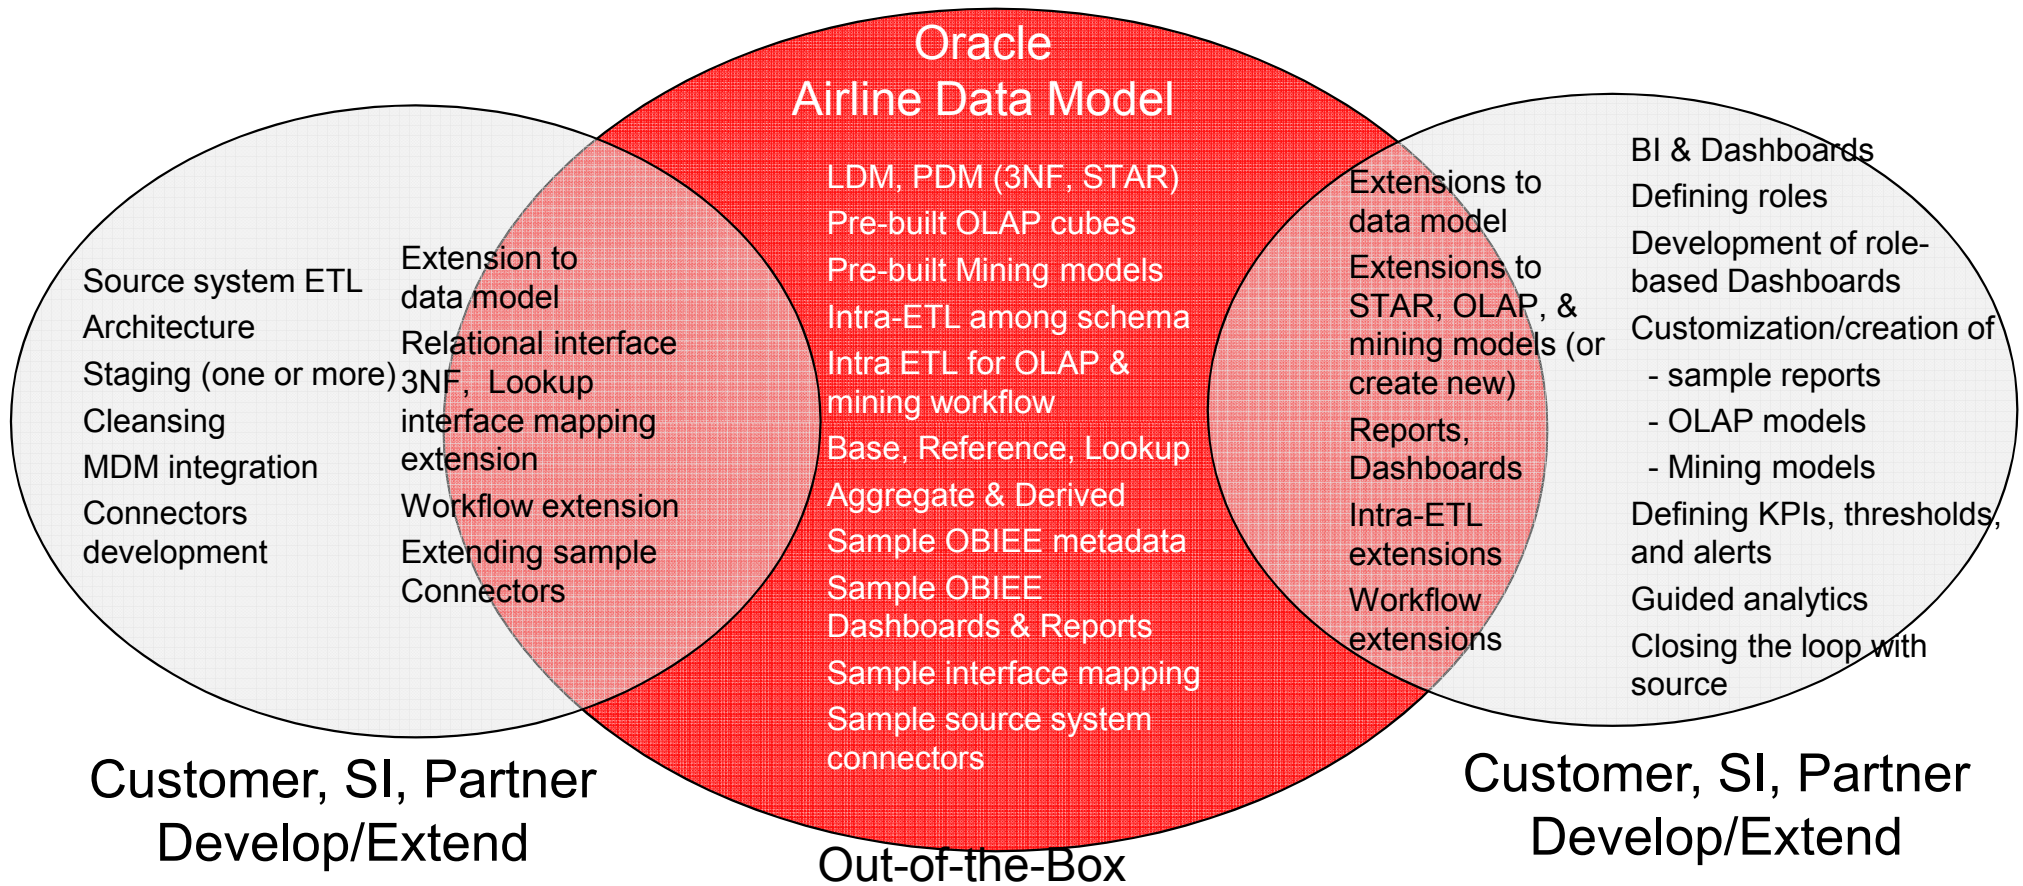 Oracle
Airline Data Model
Source system ETL
Architecture
Staging (one or more)
Cleansing
MDM integration
Connectors
development
Extension to
data model
Relational interface
3NF, Lookup
interface mapping
extension
Workflow extension
Extending sample
Connectors
LDM, PDM (3NF, STAR)
Pre-built OLAP cubes
Pre-built Mining models
Intra-ETL among schema
Intra ETL for OLAP &
mining workflow
Base, Reference, Lookup
Aggregate & Derived
Sample OBIEE metadata
Sample OBIEE
Dashboards & Reports
Sample interface mapping
Sample source system
connectors
Extensions to
data model
Extensions to
STAR, OLAP, &
mining models (or
create new)
Reports,
Dashboards
Intra-ETL
extensions
Workflow
extensions
BI & Dashboards
Defining roles
Development of role-
based Dashboards
Customization/creation of
- sample reports
- OLAP models
- Mining models
Defining KPIs, thresholds,
and alerts
Guided analytics
Closing the loop with
source
Customer, SI, Partner
Develop/Extend
Out-of-the-Box
Customer, SI, Partner
Develop/Extend